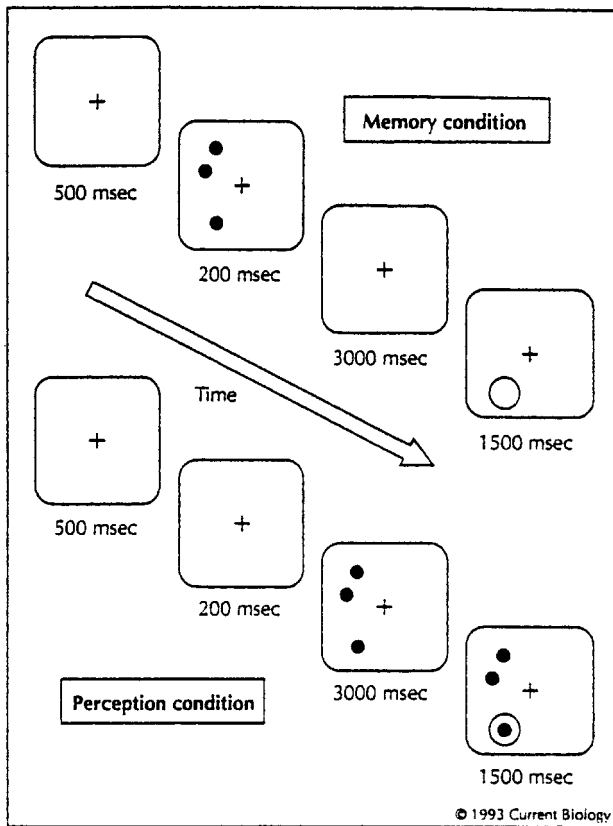 Memory condition
500 msec
200 msec
3000 msec
1500 msec
Time
500 msec
200 msec
3000 msec
1500 msec
Perception condition
© 1993 Current Biology